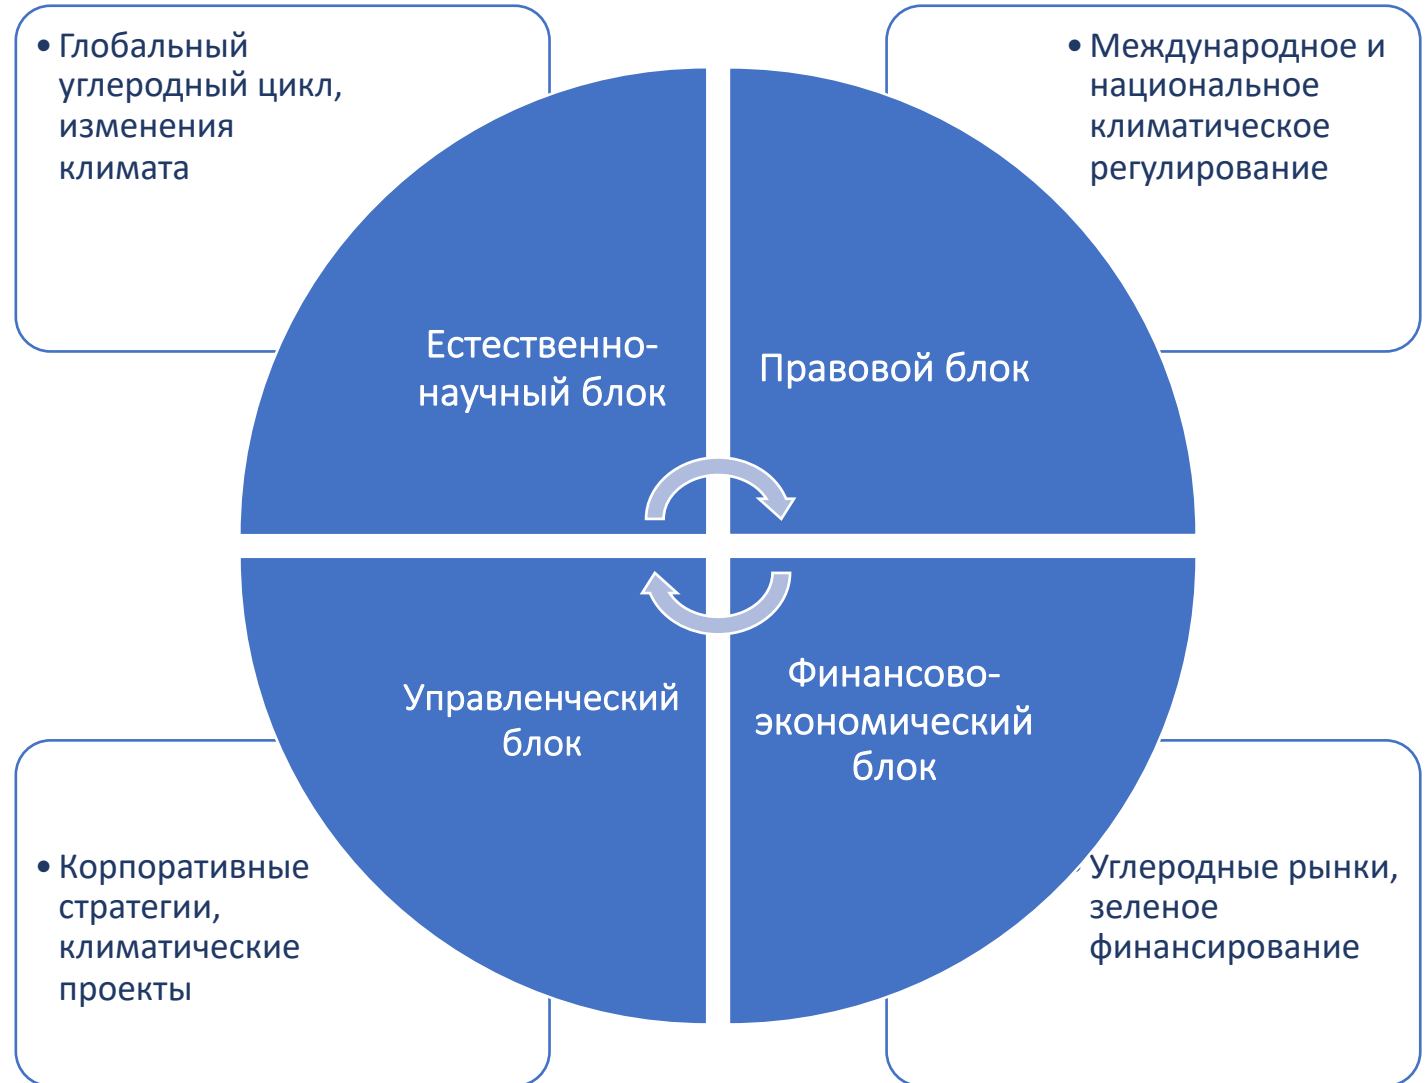 • Глобальный
углеродный цикл,
изменения
климата
• Международное и
национальное
климатическое
регулирование
Естественно-
научный блок
Правовой блок
Управленческий
блок
Финансово-
экономический
блок
• Корпоративные
стратегии,
климатические
проекты
Углеродные рынки,
зеленое
финансирование